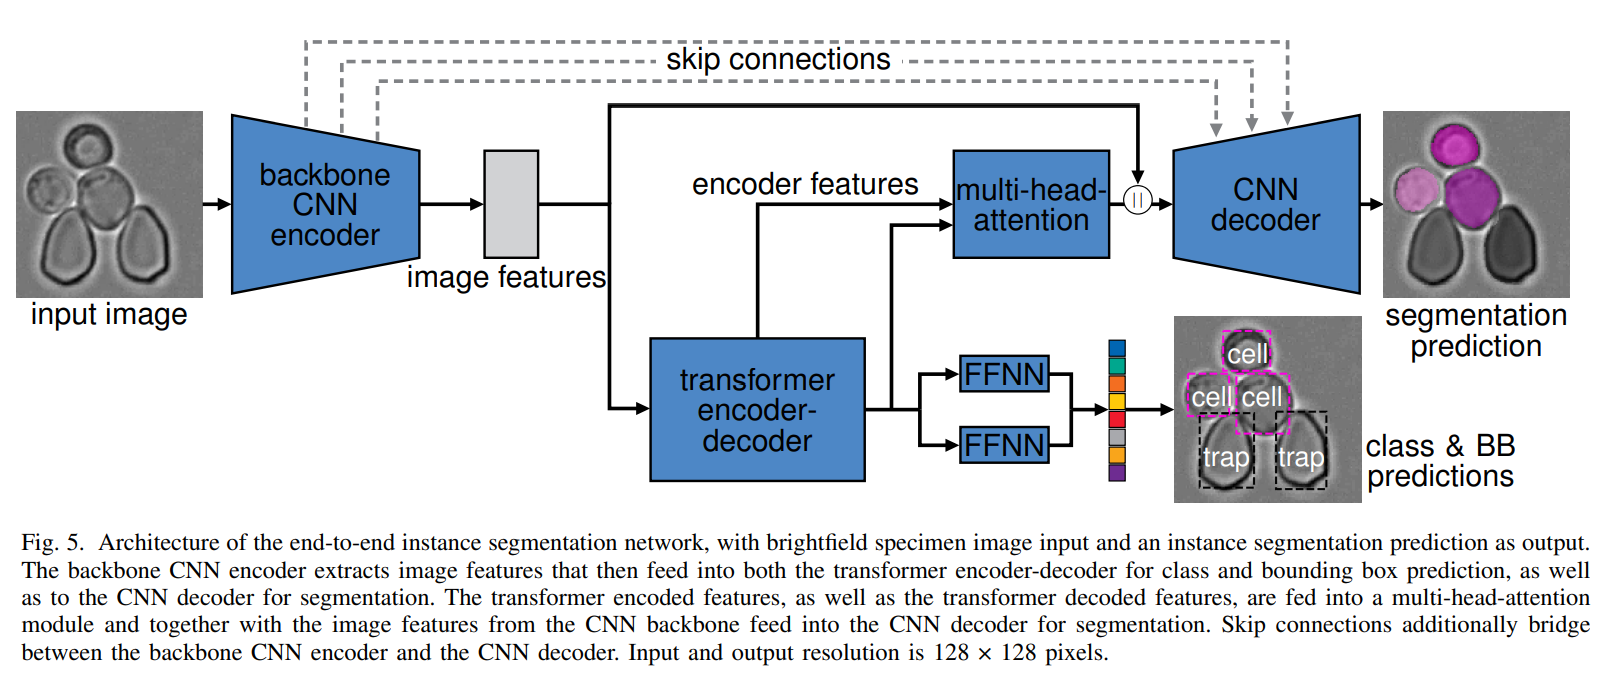 skip connections
backbone
CNN
encoder
input image
image features
encoder features
multi-head-
attention
||
CNN
decoder
segmentation
prediction
transformer
encoder-
decoder
FFNN
FFNN
cell
cell cell
trap trap
class & BB
predictions
Fig. 5. Architecture of the end-to-end instance segmentation network, with brightfield specimen image input and an instance segmentation prediction as output.
The backbone CNN encoder extracts image features that then feed into both the transformer encoder-decoder for class and bounding box prediction, as well
as to the CNN decoder for segmentation. The transformer encoded features, as well as the transformer decoded features, are fed into a multi-head-attention
module and together with the image features from the CNN backbone feed into the CNN decoder for segmentation. Skip connections additionally bridge
between the backbone CNN encoder and the CNN decoder. Input and output resolution is 128 × 128 pixels.